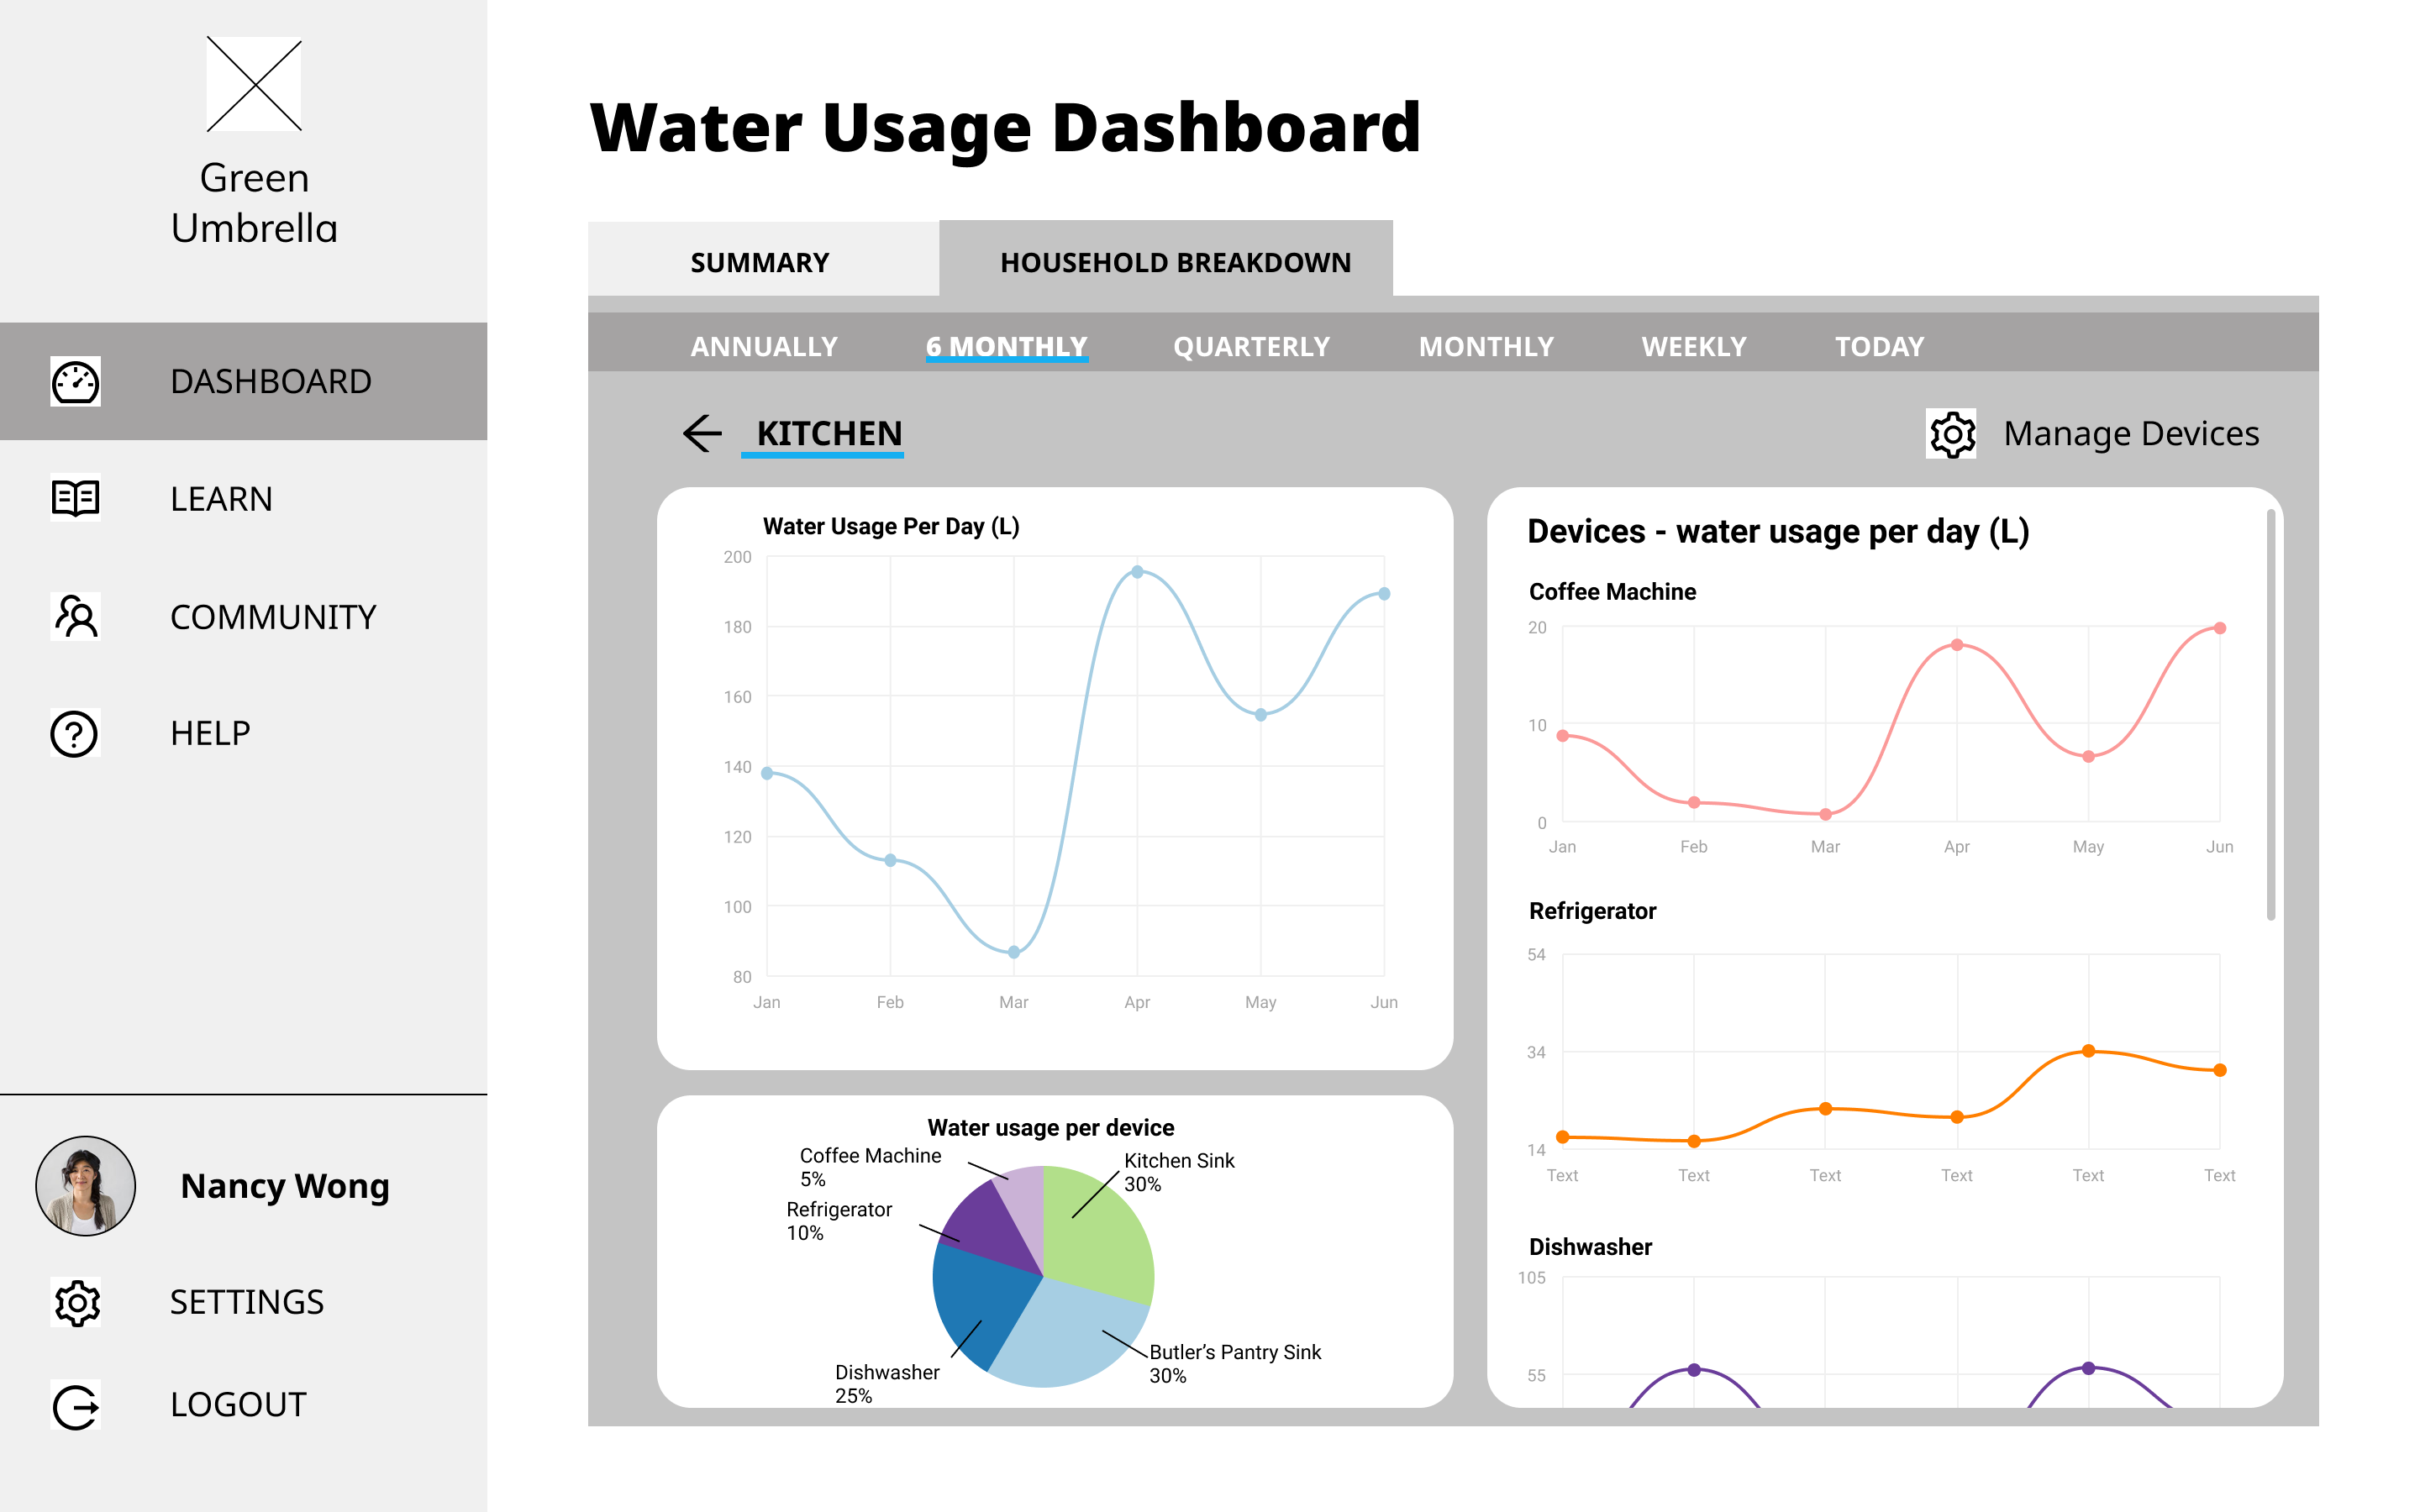 Green
Umbrella
DASHBOARD
LEARN
COMMUNITY
HELP
Nancy Wong
SETTINGS
LOGOUT
Water Usage Dashboard
SUMMARY
HOUSEHOLD BREAKDOWN
ANNUALLY
6 MONTHLY
QUARTERLY
MONTHLY
WEEKLY
TODAY
KITCHEN
Manage Devices
Water Usage Per Day (L)
200
180
160
140
120
100
80
Jan Feb Mar Apr May Jun
Water usage per device
Coffee Machine
5%
Kitchen Sink
30%
Refrigerator
10%
Butler’s Pantry Sink
30%
Dishwasher
25%
Devices - water usage per day (L)
Coffee Machine
20
10
0
Jan Feb Mar Apr May Jun
Refrigerator
54
34
14
Text Text Text Text Text Text
Dishwasher
105
55